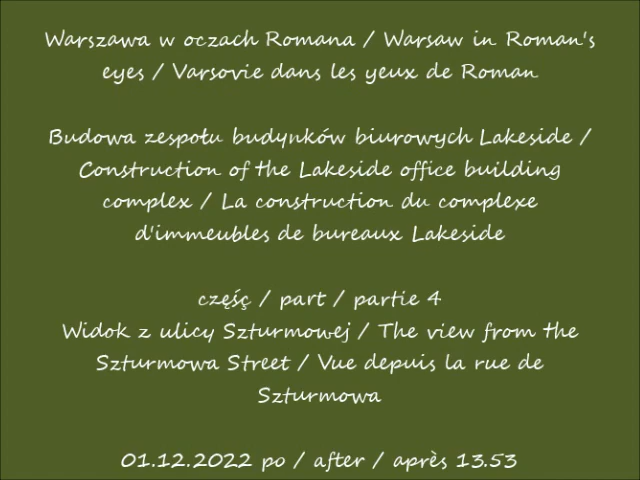 Warszawa w oczach Romana / Warsaw in Roman's
eyes / Varsovie dans les yeux de Roman
Budowa zespołu budynków biurowych Lakeside /
Construction of the Lakeside office building
complex / La construction du complexe
d'immeubles de bureaux Lakeside
częśç / part / partie 4
Widok z ulicy Szturmowej / The view from the
Szturmowa Street / Vue depuis la rue de
Szturmowa
01.12.2022 po / after / après 13.53